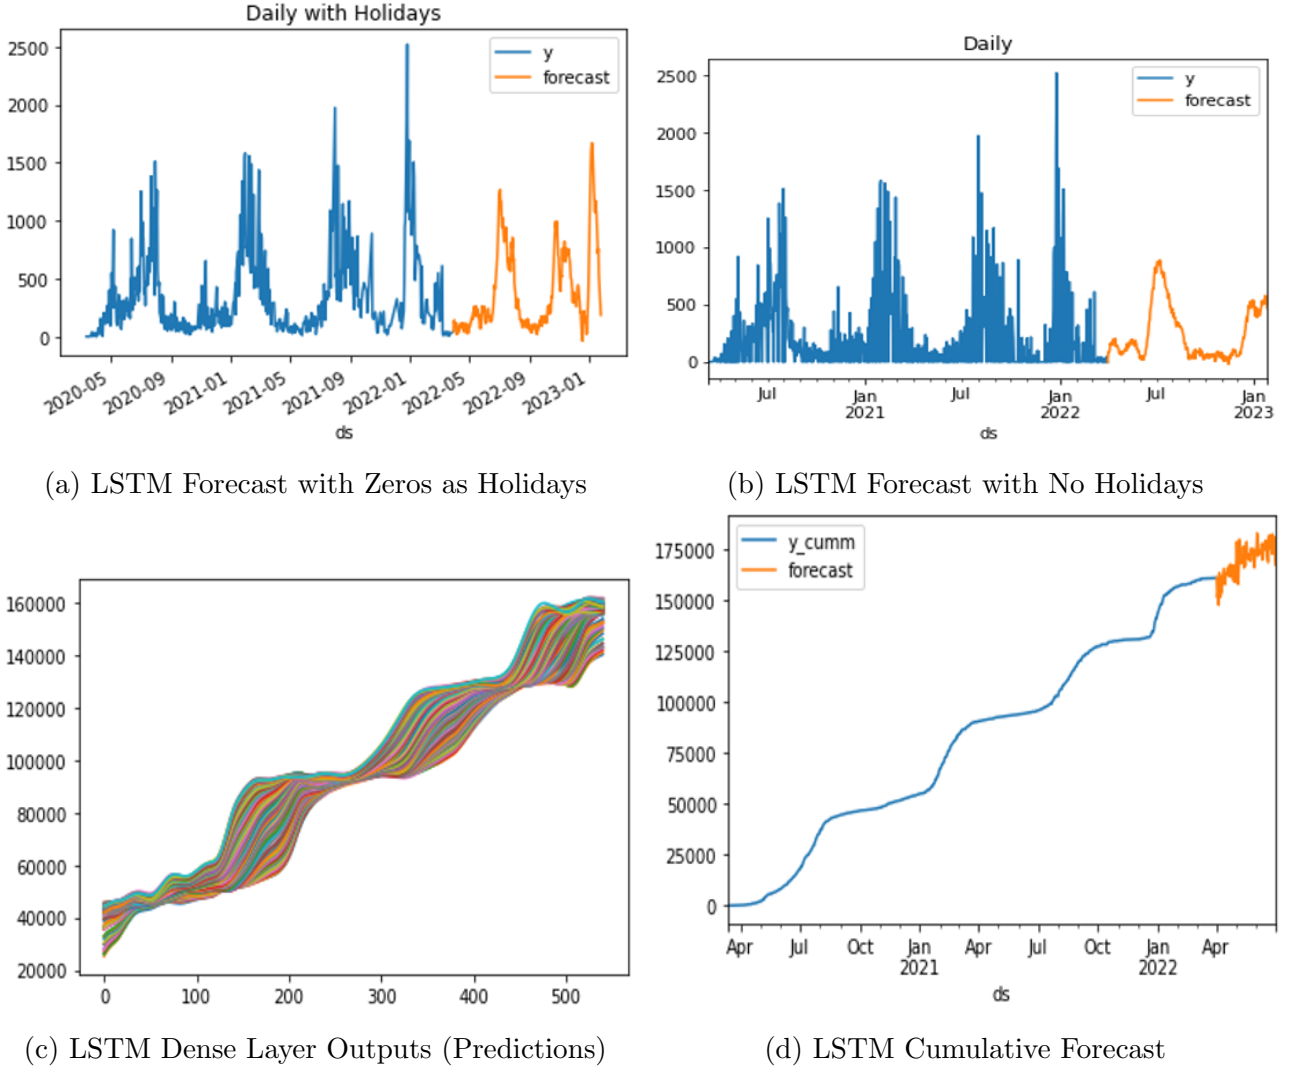 Daily with Holidays
y
forecast
2500
2000
1500
1000
500
0
2020-05
2020-09
2021-01
2021-05
2021-09
2022-01
2022-05
2022-09
2023-01
ds
(a) LSTM Forecast with Zeros as Holidays
Daily
y
forecast
2500
2000
1500
1000
500
0
Jul Jan Jul Jan Jul Jan
2021 2022 2023
ds
(b) LSTM Forecast with No Holidays
160000
140000
120000
100000
80000
60000
40000
20000
0 100 200 300 400 500
(c) LSTM Dense Layer Outputs (Predictions)
y_cumm
forecast
175000
150000
125000
100000
75000
50000
25000
0
Apr Jul Oct Jan Apr Jul Oct Jan Apr
2021 2022
ds
(d) LSTM Cumulative Forecast